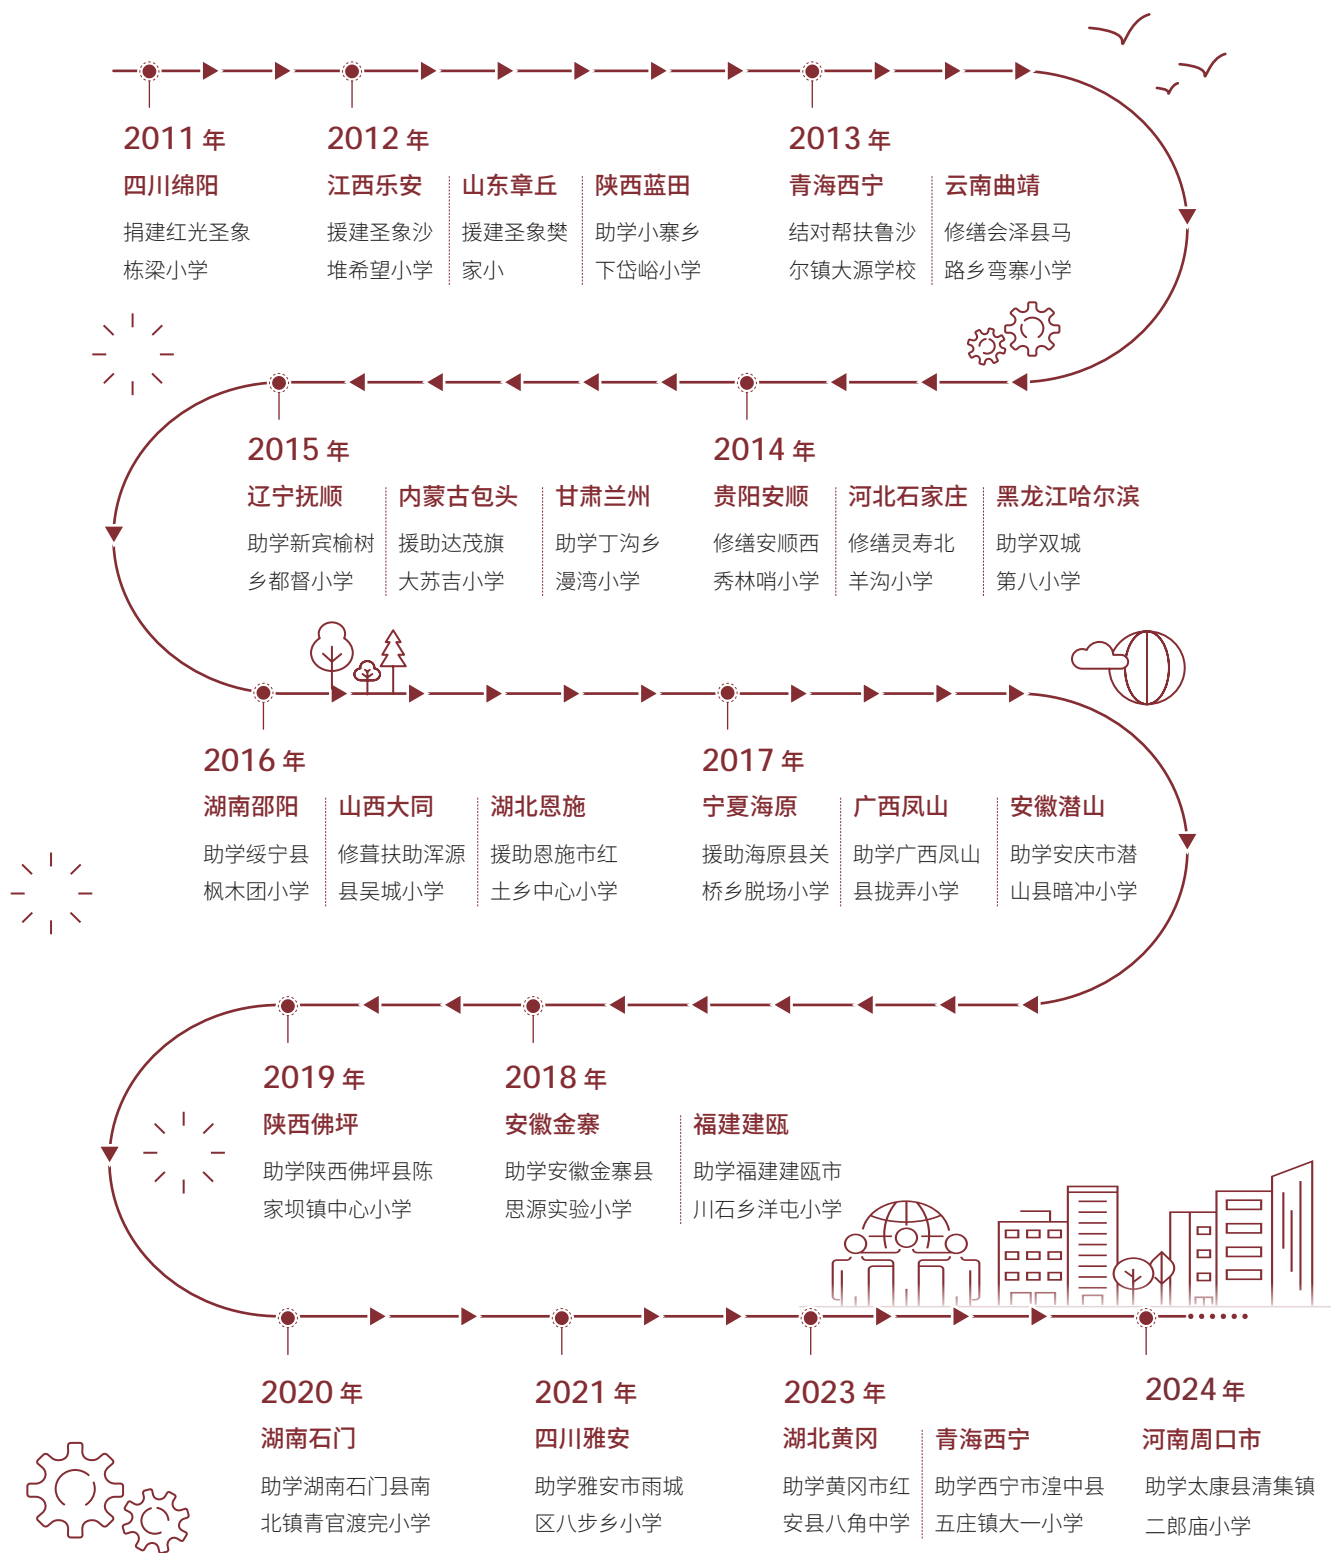 2011 年
四川绵阳
捐建红光圣象
栋梁小学
2012 年
江西乐安
援建圣象沙
堆希望小学
山东章丘
援建圣象樊
家小
陕西蓝田
助学小寨乡
下岱峪小学
2013 年
青海西宁
结对帮扶鲁沙
尔镇大源学校
云南曲靖
修缮会泽县马
路乡弯寨小学
2015 年
辽宁抚顺
助学新宾榆树
乡都督小学
内蒙古包头
援助达茂旗
大苏吉小学
甘肃兰州
助学丁沟乡
漫湾小学
2014 年
贵阳安顺
修缮安顺西
秀林哨小学
河北石家庄
修缮灵寿北
羊沟小学
黑龙江哈尔滨
助学双城
第八小学
2016 年
湖南邵阳
助学绥宁县
枫木团小学
山西大同
修葺扶助浑源
县吴城小学
湖北恩施
援助恩施市红
土乡中心小学
2017 年
宁夏海原
援助海原县关
桥乡脱场小学
广西凤山
助学广西凤山
县拢弄小学
安徽潜山
助学安庆市潜
山县暗冲小学
2019 年
陕西佛坪
助学陕西佛坪县陈
家坝镇中心小学
2018 年
安徽金寨
助学安徽金寨县
思源实验小学
福建建瓯
助学福建建瓯市
川石乡洋屯小学
2020 年
湖南石门
助学湖南石门县南
北镇青官渡完小学
2021 年
四川雅安
助学雅安市雨城
区八步乡小学
2023 年
湖北黄冈
助学黄冈市红
安县八角中学
青海西宁
助学西宁市湟中县
五庄镇大一小学
2024 年
河南周口市
助学太康县清集镇
二郎庙小学